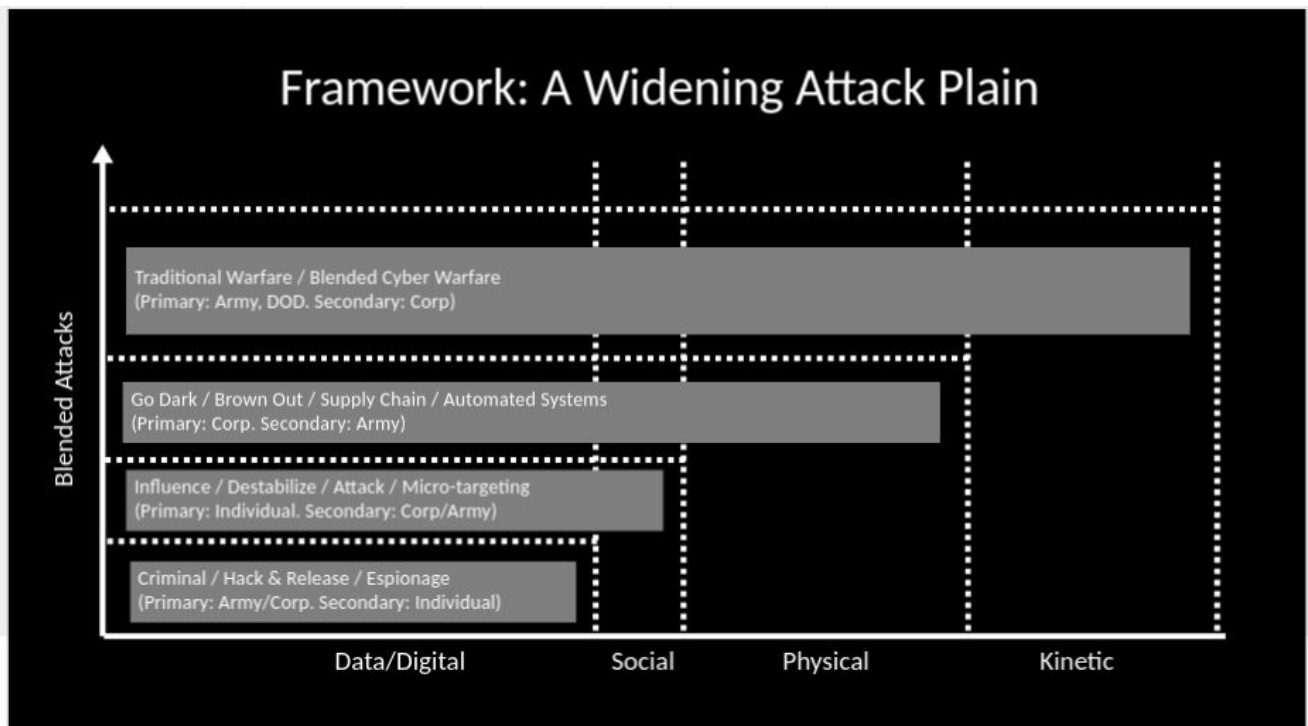 Framework: A Widening Attack Plain
Blended Attacks
Traditional Warfare / Blended Cyber Warfare
(Primary: Army, DOD. Secondary: Corp)
Go Dark / Brown Out / Supply Chain / Automated Systems
(Primary: Corp. Secondary: Army)
Influence / Destabilize / Attack / Micro-targeting
(Primary: Individual. Secondary: Corp/Army)
Criminal / Hack & Release / Espionage
(Primary: Army/Corp. Secondary: Individual)
Data/Digital
Social
Physical
Kinetic